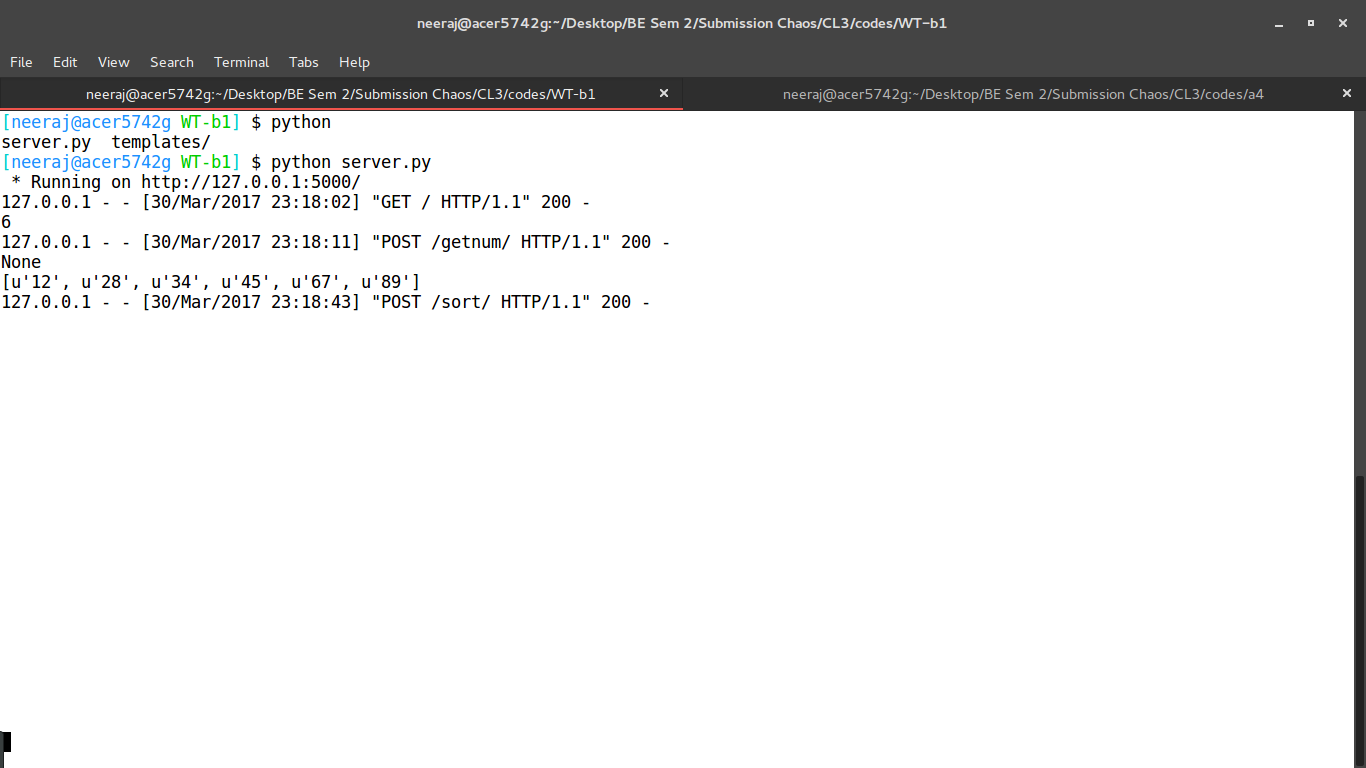 neeraj@acer5742g:~/Desktop/BE Sem 2/Submission Chaos/CL3/codes/WT-b1
File Edit View Search Terminal Tabs Help
neeraj@acer5742g:~/Desktop/BE Sem 2/Submission Chaos/CL3/codes/WT-b1 × neeraj@acer5742g:~/Desktop/BE Sem 2/Submission Chaos/CL3/codes/a4 ×
[neeraj@acer5742g WT-b1] $ python
server.py  templates/
[neeraj@acer5742g WT-b1] $ python server.py
 * Running on http://127.0.0.1:5000/
127.0.0.1 - - [30/Mar/2017 23:18:02] "GET / HTTP/1.1" 200 -
6
127.0.0.1 - - [30/Mar/2017 23:18:11] "POST /getnum/ HTTP/1.1" 200 -
None
[u'12', u'28', u'34', u'45', u'67', u'89']
127.0.0.1 - - [30/Mar/2017 23:18:43] "POST /sort/ HTTP/1.1" 200 -